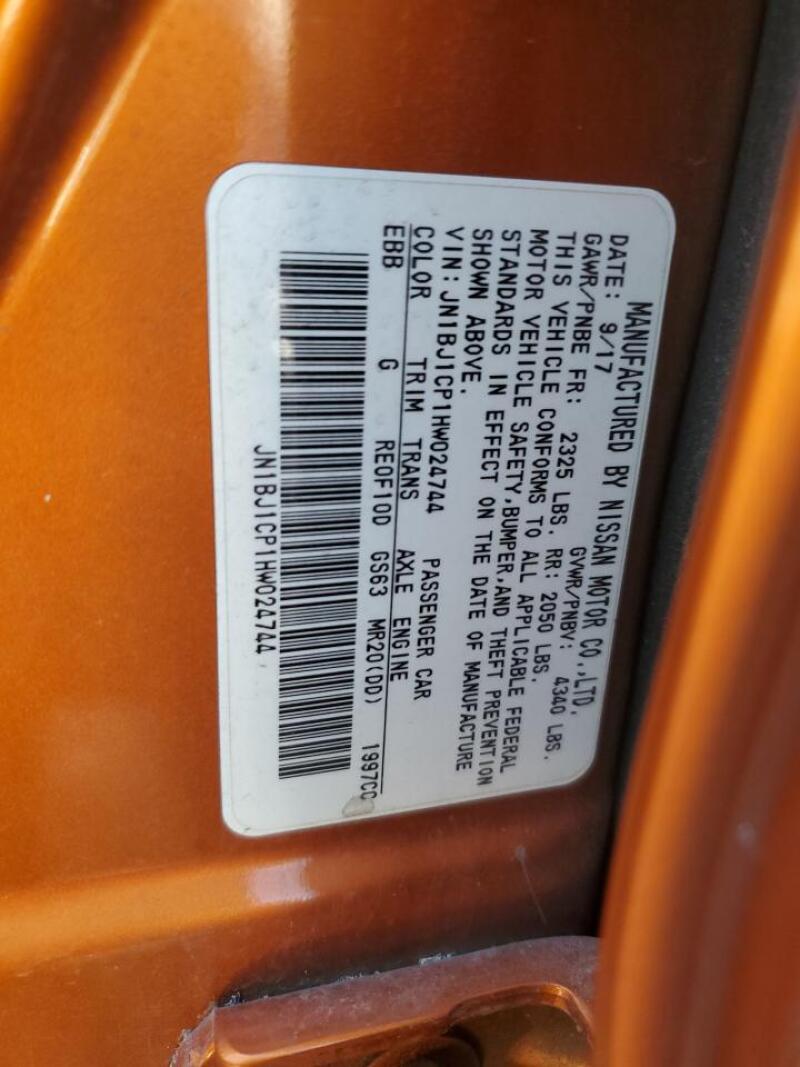 MANUFACTURED BY NISSAN MOTOR CO.,LTD.
DATE: 9/17 GVWR/PNBV: 4340 LBS.
GAWR/PNBE FR: 2325 LBS. RR: 2050 LBS.
THIS VEHICLE CONFORMS TO ALL APPLICABLE FEDERAL
MOTOR VEHICLE SAFETY,BUMPER,AND THEFT PREVENTION
STANDARDS IN EFFECT ON THE DATE OF MANUFACTURE
SHOWN ABOVE.
VIN:JN1BJ1CP1HW024744 PASSENGER CAR
COLOR TRIM TRANS AXLE ENGINE
EBB G RE0F10D GS63 MR20(DD) 1997CC
JN1BJ1CP1HW024744